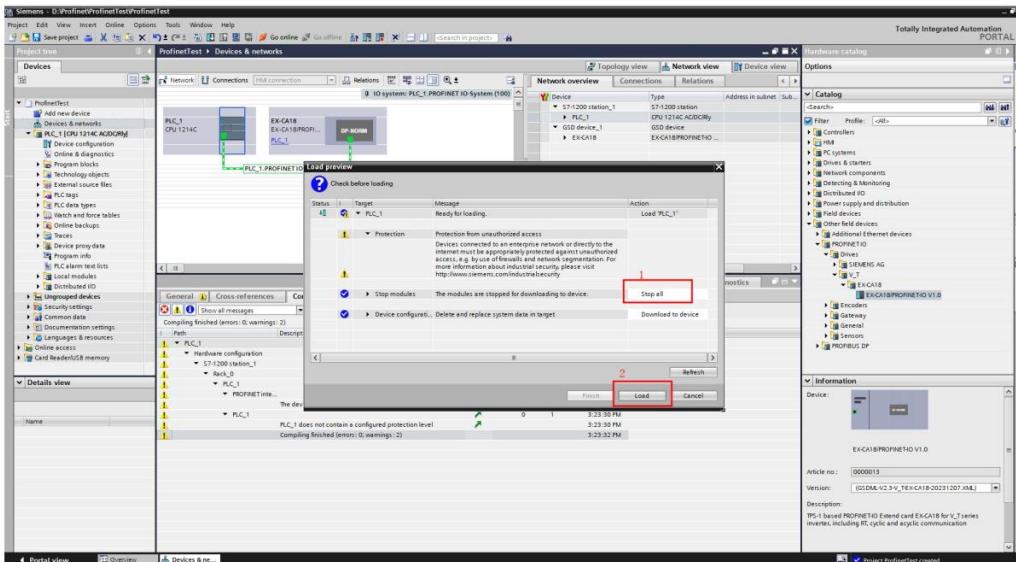 Siemens - D:\Profinet\ProfinetTest\ProfinetTest
Project Edit View Insert Online Options Tools Window Help
Totally Integrated Automation
PORTAL
Save project
Go online
Go offline
<Search in project>
Project tree
ProfinetTest ▸ Devices & networks
Hardware catalog
Devices
Topology view
Network view
Device view
Options
Network
Connections
HMI connection
Relations
Network overview
Connections
Relations
IO system: PLC_1.PROFINET IO-System (100)
Device
Type
Address in subnet
Sub...
S7-1200 station_1
S7-1200 station
PLC_1
CPU 1214C AC/DC/Rly
GSD device_1
GSD device
EX-CA18
EX-CA18/PROFINET-IO ...
ProfinetTest
Add new device
Devices & networks
PLC_1 [CPU 1214C AC/DC/Rly]
Device configuration
Online & diagnostics
Program blocks
Technology objects
External source files
PLC tags
PLC data types
Watch and force tables
Online backups
Traces
Device proxy data
Program info
PLC alarm text lists
Local modules
Distributed I/O
Ungrouped devices
Security settings
Common data
Documentation settings
Languages & resources
Online access
Card Reader/USB memory
Details view
Name
PLC_1
CPU 1214C
EX-CA18
EX-CA18/PROFI...
DP-NORM
PLC_1
PLC_1.PROFINET IO
Load preview
Check before loading
Status
!
Target
Message
Action
PLC_1
Ready for loading.
Load 'PLC_1'
Protection
Protection from unauthorized access
Devices connected to an enterprise network or directly to the
internet must be appropriately protected against unauthorized
access, e.g. by use of firewalls and network segmentation. For
more information about industrial security, please visit
http://www.siemens.com/industrialsecurity
1
Stop modules
The modules are stopped for downloading to device.
Stop all
Device configurati...
Delete and replace system data in target
Download to device
Refresh
2
Finish
Load
Cancel
General
Cross-references
Show all messages
Compiling finished (errors: 0; warnings: 2)
!
Path
Descript
PLC_1
Hardware configuration
S7-1200 station_1
Rack_0
PLC_1
PROFINET inte...
The dev
PLC_1
0
1
3:23:30 PM
PLC_1 does not contain a configured protection level
3:23:30 PM
Compiling finished (errors: 0; warnings: 2)
3:23:32 PM
Catalog
<Search>
Filter
Profile:
<All>
Controllers
HMI
PC systems
Drives & starters
Network components
Detecting & Monitoring
Distributed I/O
Power supply and distribution
Field devices
Other field devices
Additional Ethernet devices
PROFINET IO
Drives
SIEMENS AG
V_T
EX-CA18
EX-CA18/PROFINET-IO V1.0
Encoders
Gateway
General
Sensors
PROFIBUS DP
Information
Device:
EX-CA18/PROFINET-IO V1.0
Article no.:
0000013
Version:
(GSDML-V2.3-V_T-EX-CA18-20231207.XML)
Description:
TPS-1 based PROFINET-IO Extend card EX-CA18 for V_T series
inverter, including RT, cyclic and acyclic communication
Portal view
Overview
Devices & ne...
Project ProfinetTest created.